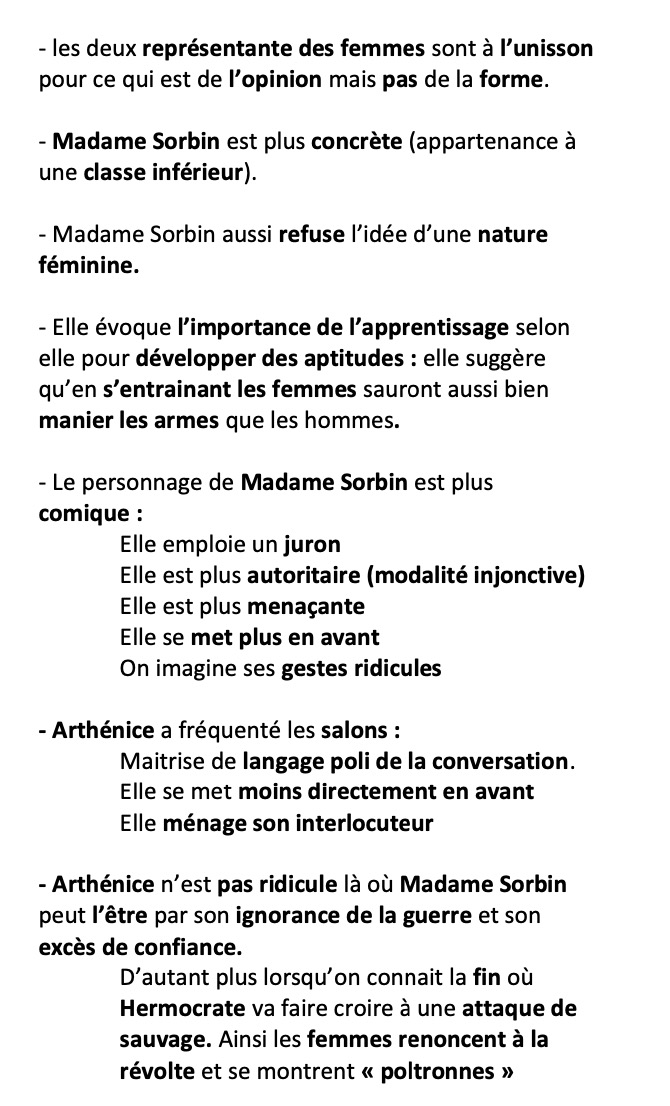 - les deux représentante des femmes sont à l’unisson
pour ce qui est de l’opinion mais pas de la forme.
- Madame Sorbin est plus concrète (appartenance à
une classe inférieur).
- Madame Sorbin aussi refuse l’idée d’une nature
féminine.
- Elle évoque l’importance de l’apprentissage selon
elle pour développer des aptitudes : elle suggère
qu’en s’entrainant les femmes sauront aussi bien
manier les armes que les hommes.
- Le personnage de Madame Sorbin est plus
comique :
Elle emploie un juron
Elle est plus autoritaire (modalité injonctive)
Elle est plus menaçante
Elle se met plus en avant
On imagine ses gestes ridicules
- Arthénice a fréquenté les salons :
Maitrise de langage poli de la conversation.
Elle se met moins directement en avant
Elle ménage son interlocuteur
- Arthénice n’est pas ridicule là où Madame Sorbin
peut l’être par son ignorance de la guerre et son
excès de confiance.
D’autant plus lorsqu’on connait la fin où
Hermocrate va faire croire à une attaque de
sauvage. Ainsi les femmes renoncent à la
révolte et se montrent « poltronnes »